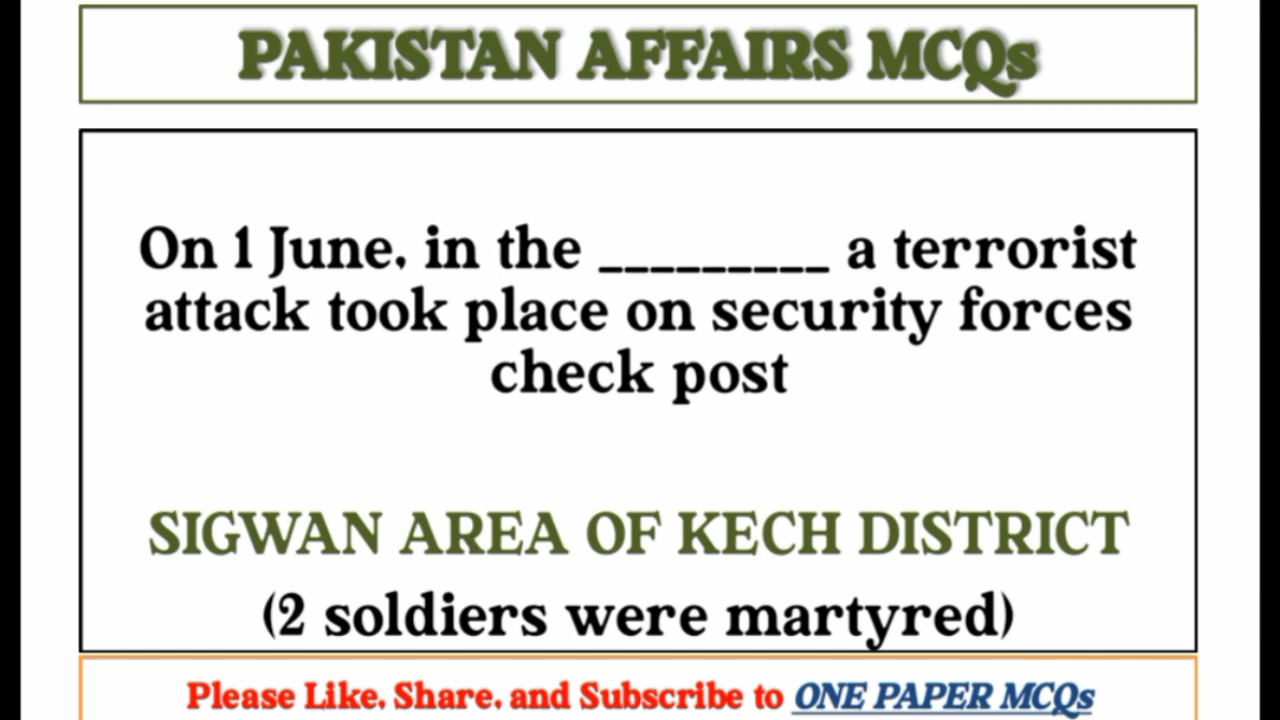 PAKISTAN AFFAIRS MCQs
On 1 June, in the _________ a terrorist
attack took place on security forces
check post
SIGWAN AREA OF KECH DISTRICT
(2 soldiers were martyred)
Please Like, Share, and Subscribe to ONE PAPER MCQs